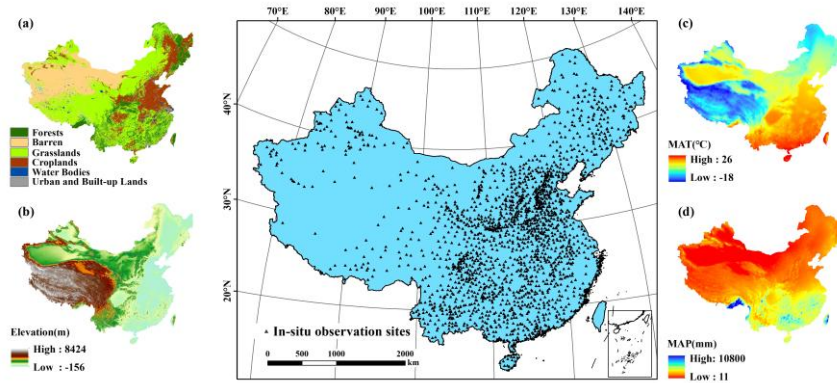 (a)
Forests
Barren
Grasslands
Croplands
Water Bodies
Urban and Built-up Lands
(b)
Elevation(m)
High : 8424
Low : -156
70°E 80°E 90°E 100°E 110°E 120°E 130°E 140°E
40°N
30°N
20°N
In-situ observation sites
0 500 1000 2000
km
(c)
MAT(°C)
High : 26
Low : -18
(d)
MAP(mm)
High: 10800
Low : 11